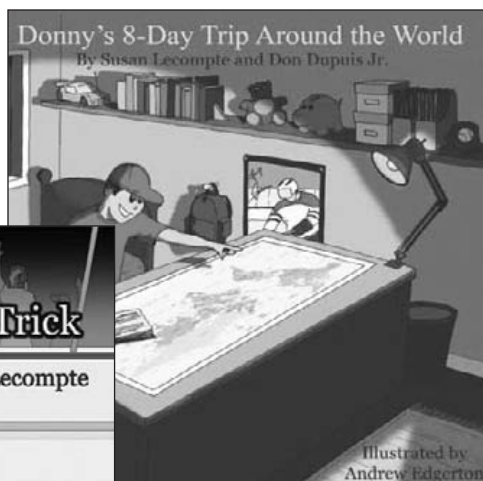 Donny's 8-Day Trip Around the World
By Susan Lecompte and Don Dupuis Jr.
Trick
Lecompte
Illustrated by
Andrew Edgerton